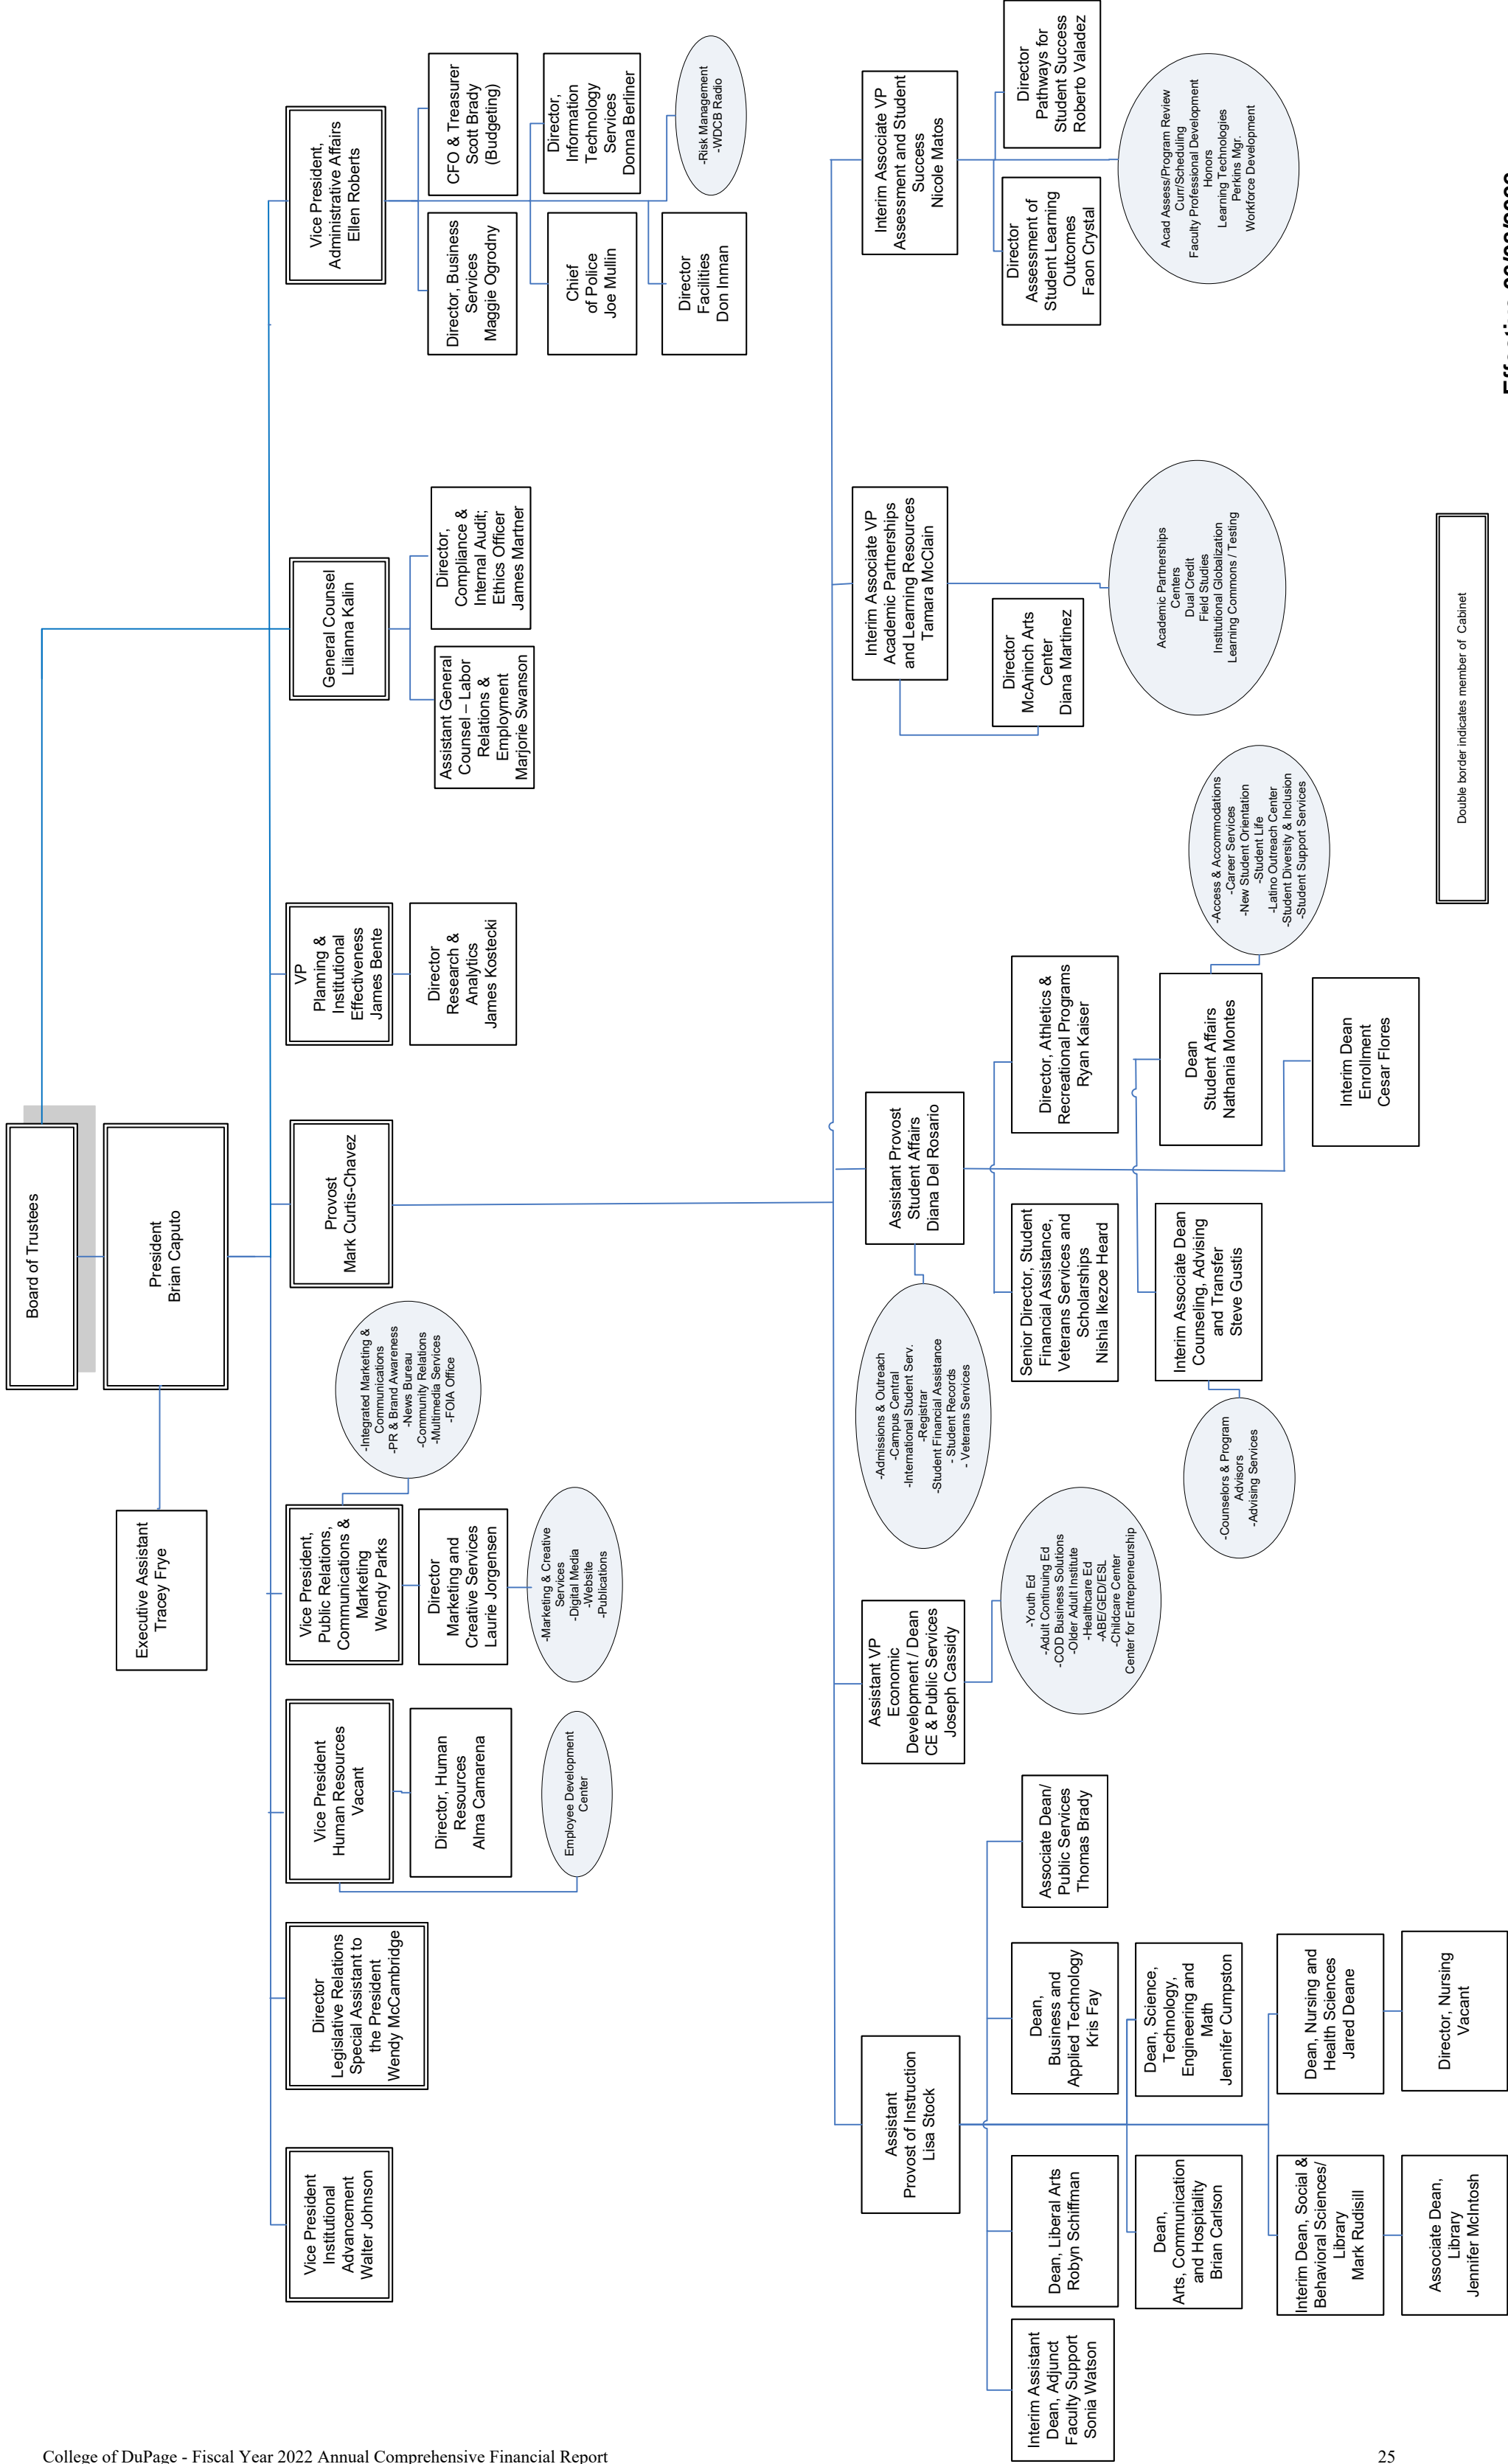 Board of Trustees
President
Brian Caputo
Executive Assistant
Tracey Frye
Vice President
Institutional
Advancement
Walter Johnson
Director
Legislative Relations
Special Assistant to
the President
Wendy McCambridge
Vice President
Human Resources
Vacant
Director, Human
Resources
Alma Camarena
Employee Development
Center
Vice President,
Public Relations,
Communications &
Marketing
Wendy Parks
-Integrated Marketing &
Communications
-PR & Brand Awareness
-News Bureau
-Community Relations
-Multimedia Services
-FOIA Office
Director
Marketing and
Creative Services
Laurie Jorgensen
-Marketing & Creative
Services
-Digital Media
-Website
-Publications
Provost
Mark Curtis-Chavez
VP
Planning &
Institutional
Effectiveness
James Bente
Director
Research &
Analytics
James Kostecki
General Counsel
Lilianna Kalin
Assistant General
Counsel – Labor
Relations &
Employment
Marjorie Swanson
Director,
Compliance &
Internal Audit;
Ethics Officer
James Martner
Vice President,
Administrative Affairs
Ellen Roberts
Director, Business
Services
Maggie Ogrodny
CFO & Treasurer
Scott Brady
(Budgeting)
Chief
of Police
Joe Mullin
Director,
Information
Technology
Services
Donna Berliner
Director
Facilities
Don Inman
-Risk Management
-WDCB Radio
Assistant
Provost of Instruction
Lisa Stock
Interim Assistant
Dean, Adjunct
Faculty Support
Sonia Watson
Dean, Liberal Arts
Robyn Schiffman
Dean,
Business and
Applied Technology
Kris Fay
Associate Dean/
Public Services
Thomas Brady
Dean,
Arts, Communication
and Hospitality
Brian Carlson
Dean, Science,
Technology,
Engineering and
Math
Jennifer Cumpston
Interim Dean, Social &
Behavioral Sciences/
Library
Mark Rudisill
Dean, Nursing and
Health Sciences
Jared Deane
Associate Dean,
Library
Jennifer McIntosh
Director, Nursing
Vacant
Assistant VP
Economic
Development / Dean
CE & Public Services
Joseph Cassidy
-Youth Ed
-Adult Continuing Ed
-COD Business Solutions
-Older Adult Institute
-Healthcare Ed
-ABE/GED/ESL
-Childcare Center
Center for Entrepreneurship
Assistant Provost
Student Affairs
Diana Del Rosario
-Admissions & Outreach
-Campus Central
-International Student Serv.
-Registrar
-Student Financial Assistance
- Student Records
- Veterans Services
Senior Director, Student
Financial Assistance,
Veterans Services and
Scholarships
Nishia Ikezoe Heard
Director, Athletics &
Recreational Programs
Ryan Kaiser
Interim Associate Dean
Counseling, Advising
and Transfer
Steve Gustis
-Counselors & Program
Advisors
-Advising Services
Dean
Student Affairs
Nathania Montes
-Access & Accommodations
-Career Services
-New Student Orientation
-Student Life
-Latino Outreach Center
-Student Diversity & Inclusion
-Student Support Services
Interim Dean
Enrollment
Cesar Flores
Interim Associate VP
Academic Partnerships
and Learning Resources
Tamara McClain
Director
McAninch Arts
Center
Diana Martinez
Academic Partnerships
Centers
Dual Credit
Field Studies
Institutional Globalization
Learning Commons / Testing
Interim Associate VP
Assessment and Student
Success
Nicole Matos
Director
Assessment of
Student Learning
Outcomes
Faon Crystal
Director
Pathways for
Student Success
Roberto Valadez
Acad Assess/Program Review
Curr/Scheduling
Faculty Professional Development
Honors
Learning Technologies
Perkins Mgr.
Workforce Development
Double border indicates member of Cabinet
College of DuPage - Fiscal Year 2022 Annual Comprehensive Financial Report
25